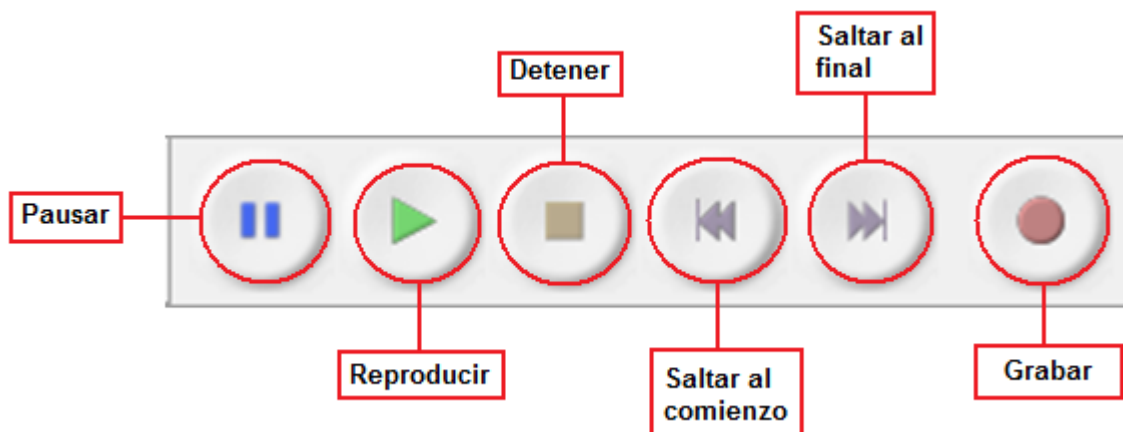 Saltar al
final
Detener
Pausar
Reproducir
Saltar al
comienzo
Grabar